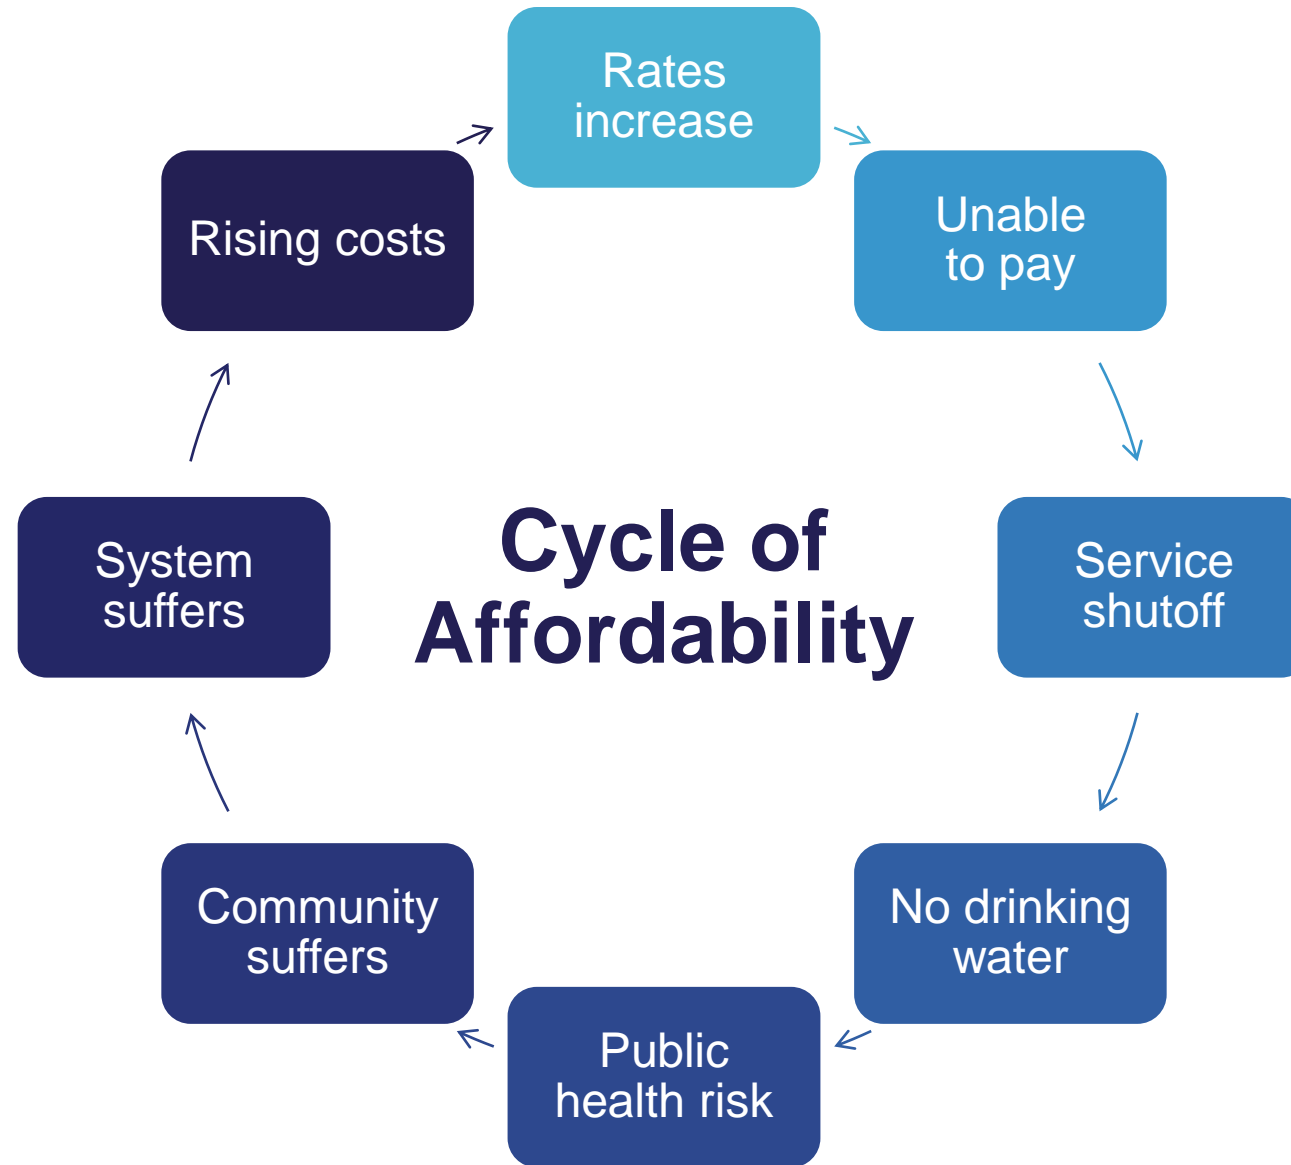 Rates
increase
Unable
to pay
Service
shutoff
No drinking
water
Public
health risk
Community
suffers
System
suffers
Rising costs
Cycle of
Affordability